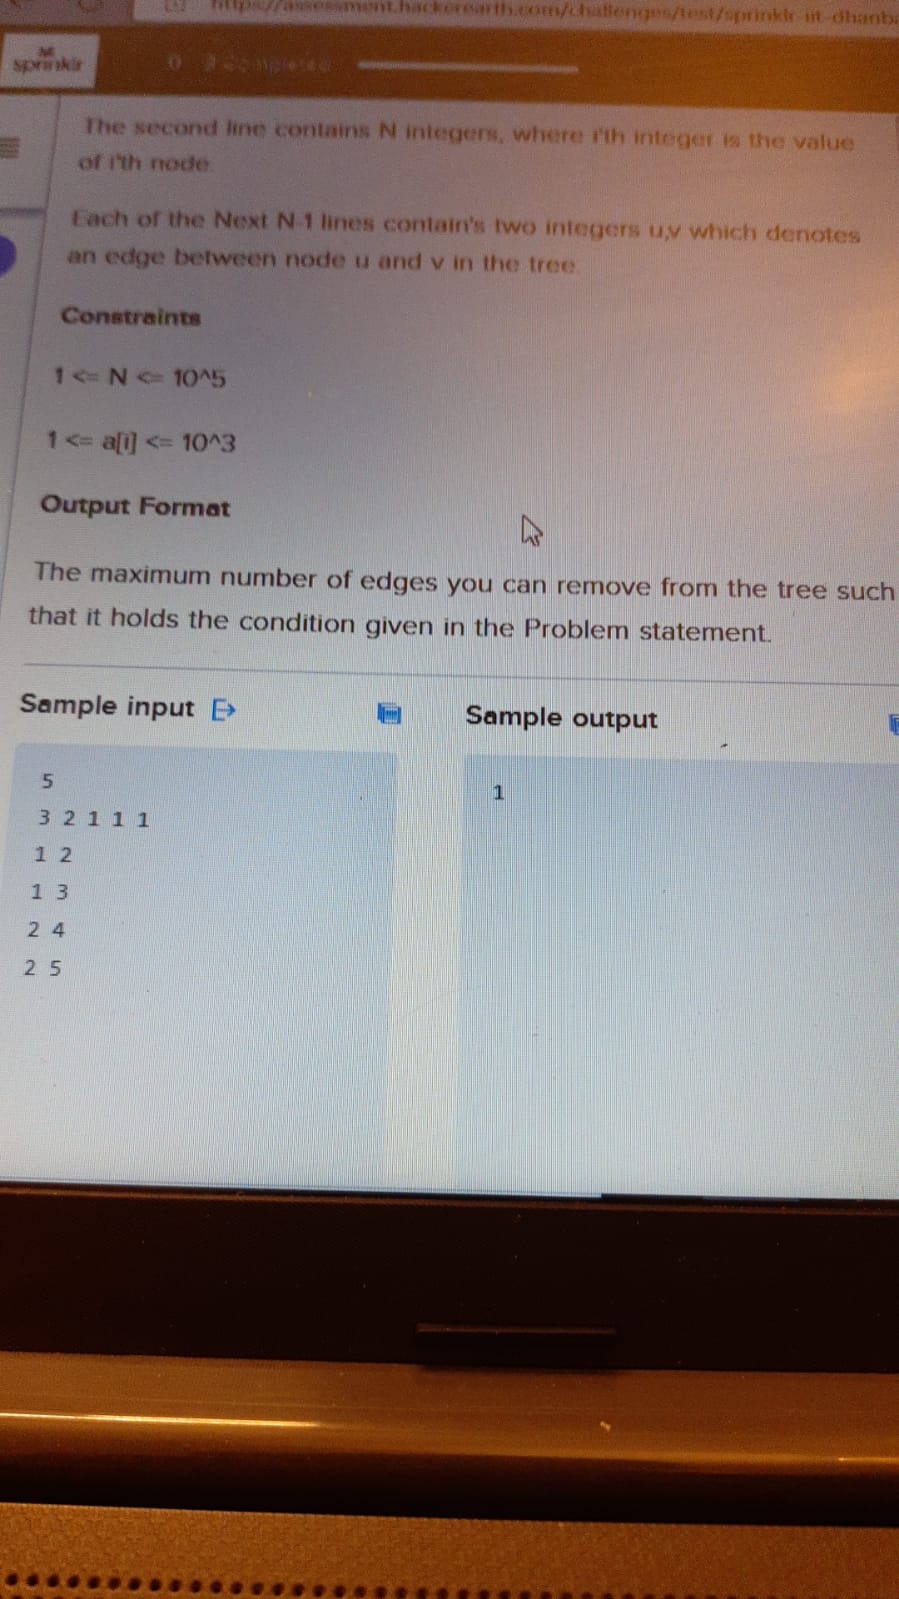 https://assessment.hackerearth.com/challenges/test/sprinklr-iit-dhanba
sprinklr
0
Completed
The second line contains N integers, where i'th integer is the value
of i'th node.
Each of the Next N-1 lines contain's two integers u,v which denotes
an edge between node u and v in the tree.
Constraints
1 <= N <= 10^5
1 <= a[i] <= 10^3
Output Format
The maximum number of edges you can remove from the tree such
that it holds the condition given in the Problem statement.
Sample input
Sample output
5
3 2 1 1 1
1 2
1 3
2 4
2 5
1